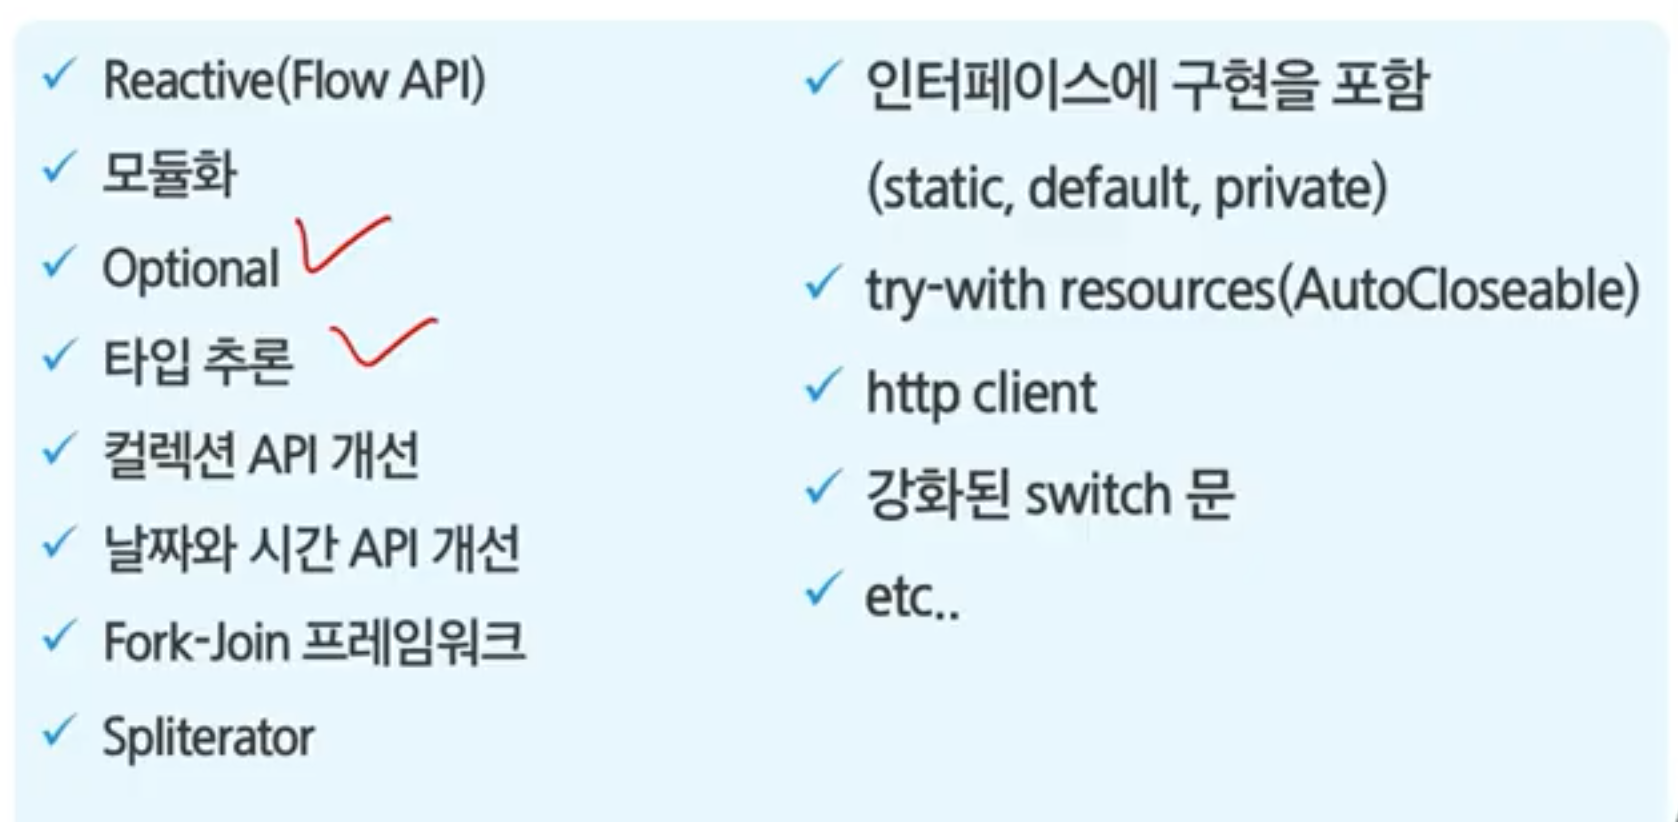 Reactive(Flow API)
모듈화
Optional
타입 추론
컬렉션 API 개선
날짜와 시간 API 개선
Fork-Join 프레임워크
Spliterator
인터페이스에 구현을 포함
(static, default, private)
try-with resources(AutoCloseable)
http client
강화된 switch 문
etc..